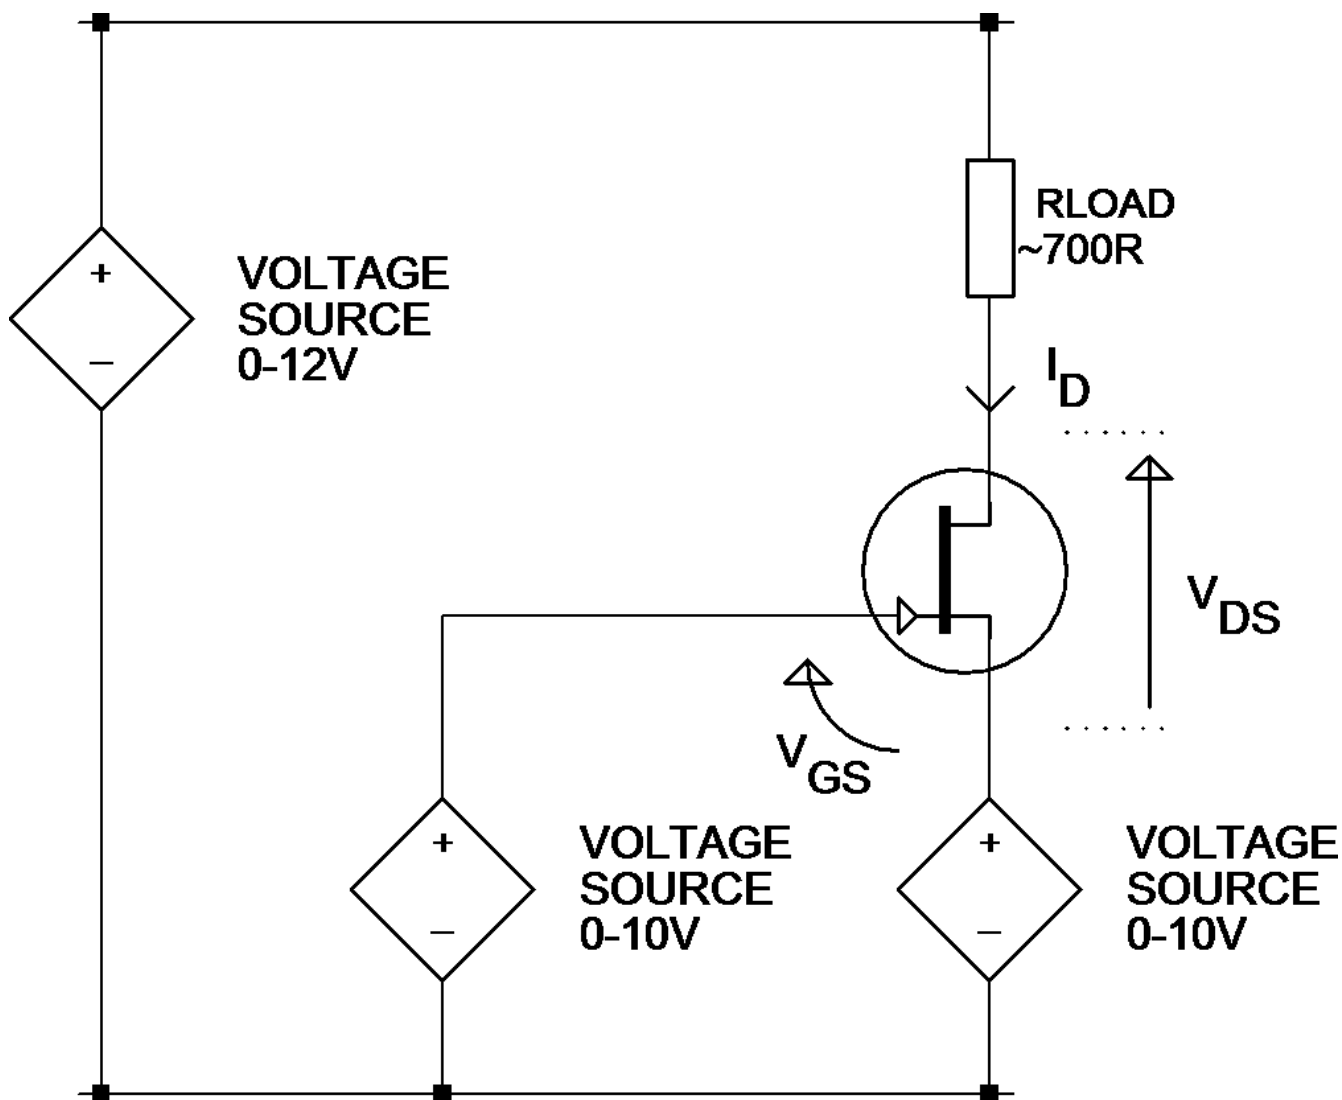 RLOAD
~700R
+
VOLTAGE
SOURCE
0-12V
-
I D
V DS
V GS
+
VOLTAGE
SOURCE
0-10V
-
+
VOLTAGE
SOURCE
0-10V
-